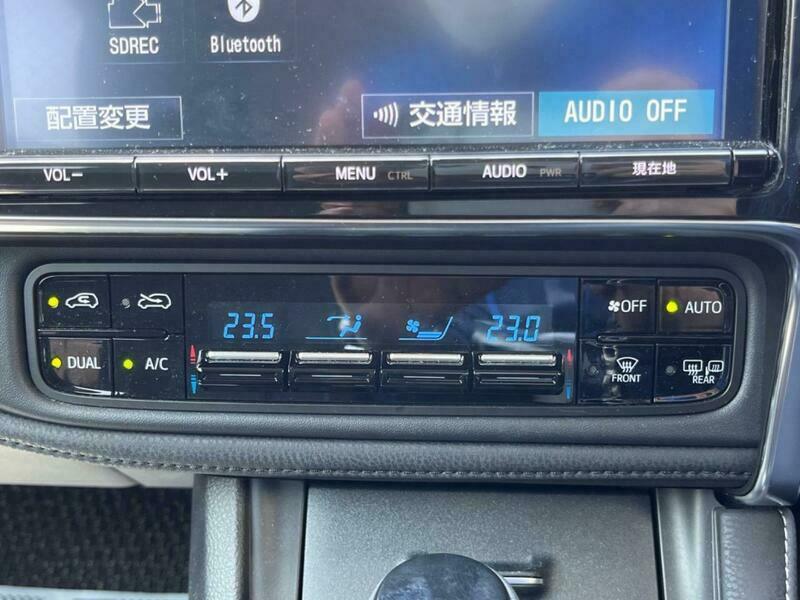 SDREC
Bluetooth
配置変更
交通情報
AUDIO OFF
VOL−
VOL+
MENU CTRL
AUDIO PWR
現在地
23.5
23.0
OFF
AUTO
DUAL
A/C
FRONT
REAR